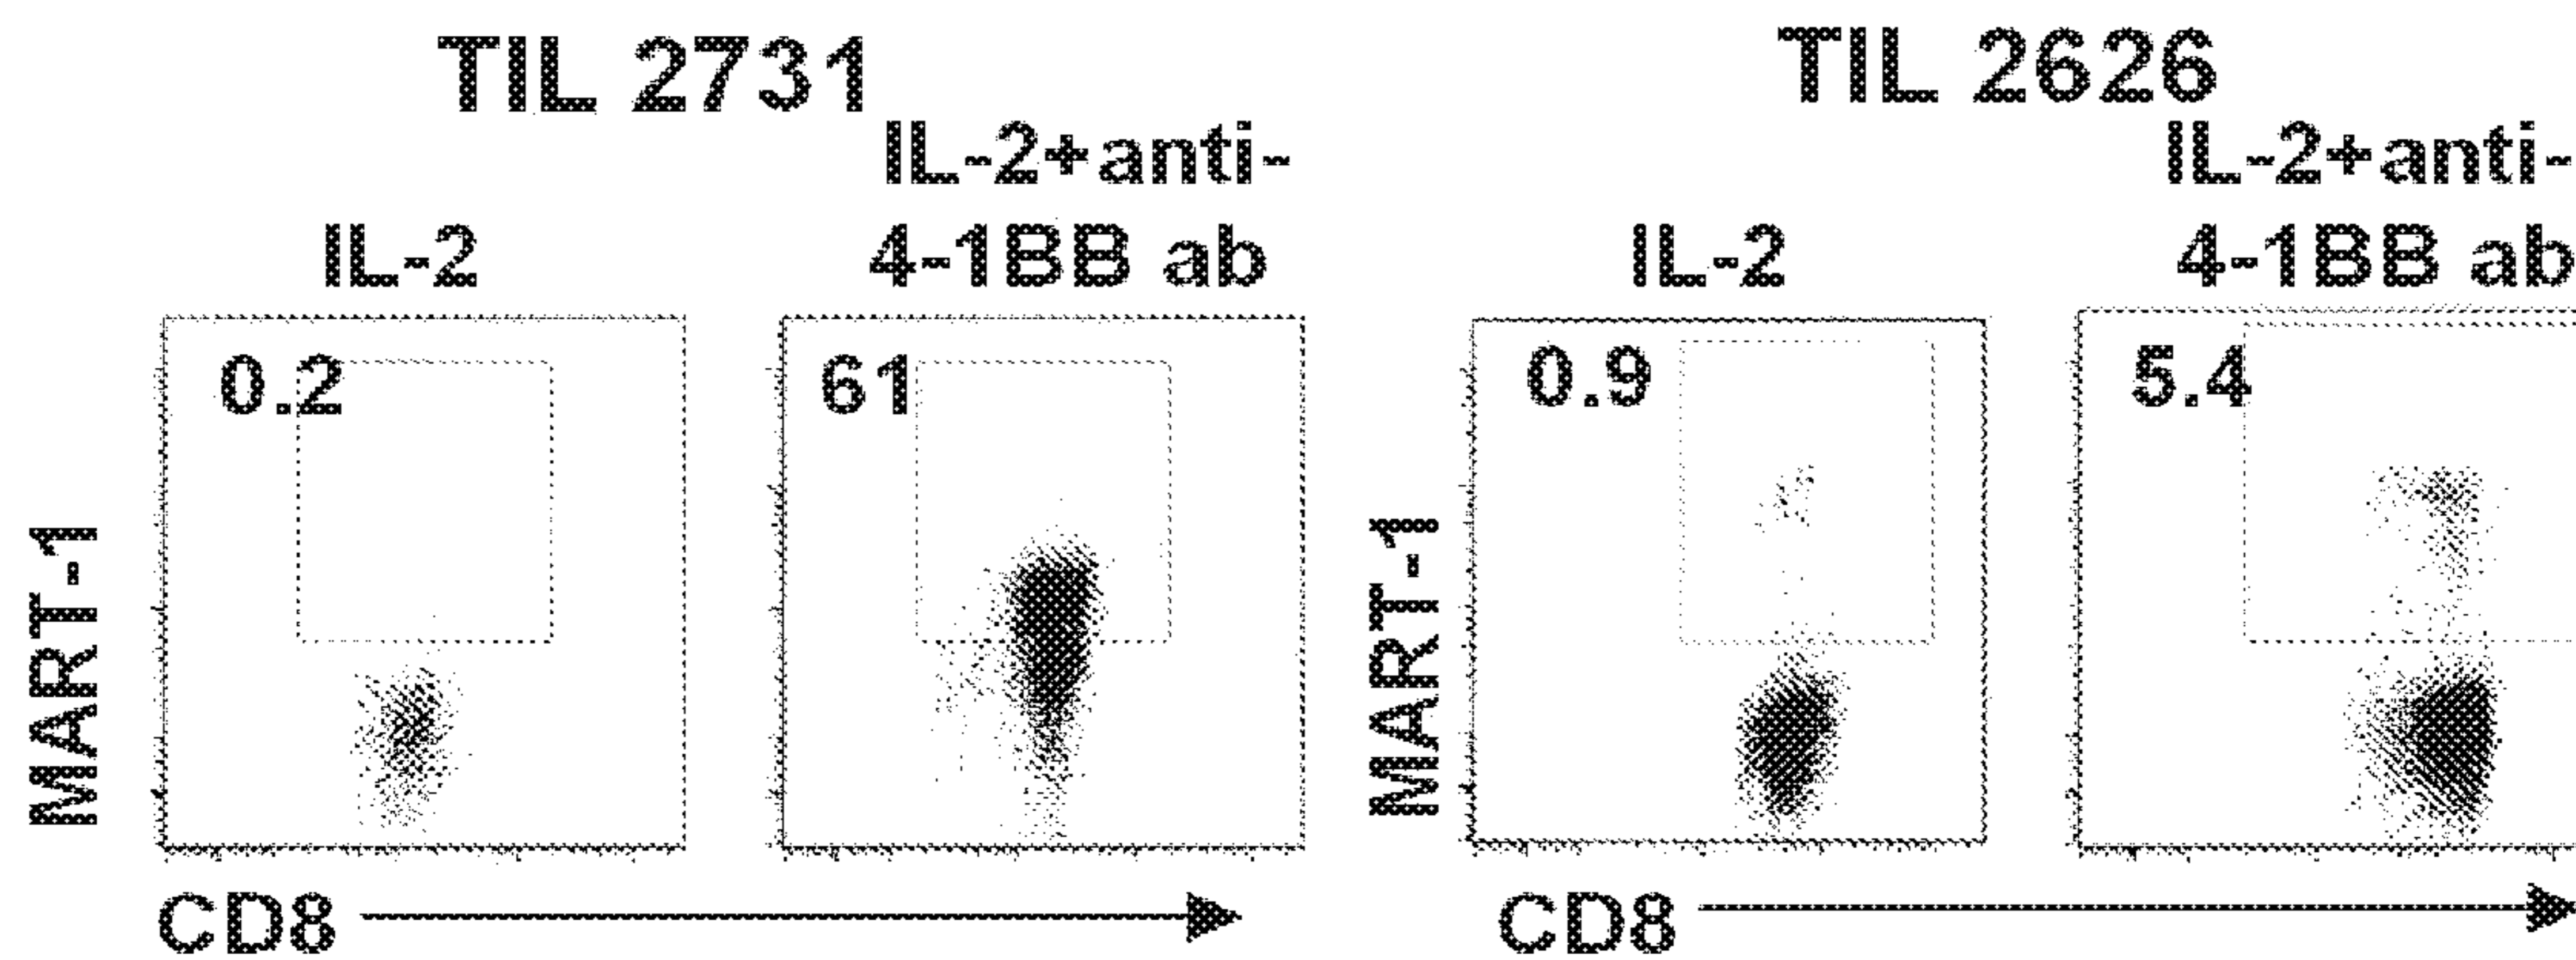 TIL 2731
IL-2
IL-2+anti-
4-1BB ab
0.2
61
MART-1
CD8
TIL 2626
IL-2
IL-2+anti-
4-1BB ab
0.9
5.4
MART-1
CD8